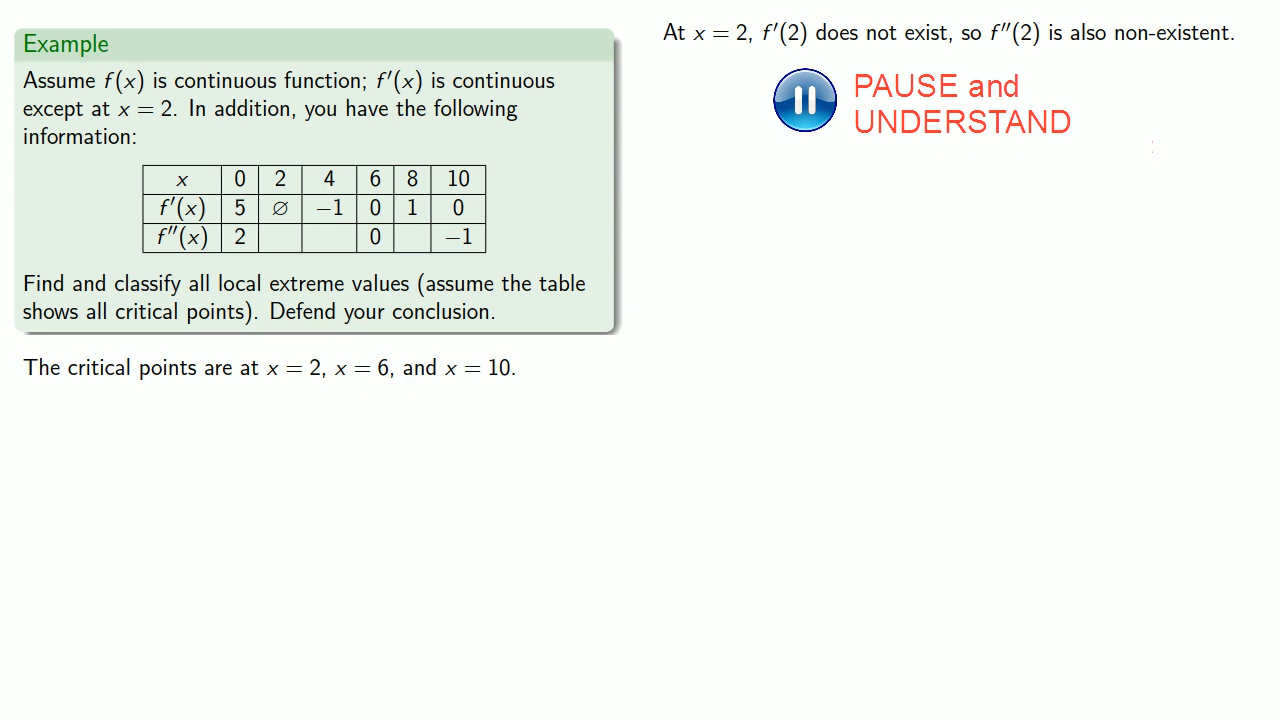 Example
Assume f(x) is continuous function; f′(x) is continuous
except at x = 2. In addition, you have the following
information:
x 0 2 4 6 8 10
f′(x) 5 ∅ −1 0 1 0
f″(x) 2 0 −1
Find and classify all local extreme values (assume the table
shows all critical points). Defend your conclusion.
The critical points are at x = 2, x = 6, and x = 10.
At x = 2, f′(2) does not exist, so f″(2) is also non-existent.
PAUSE and
UNDERSTAND